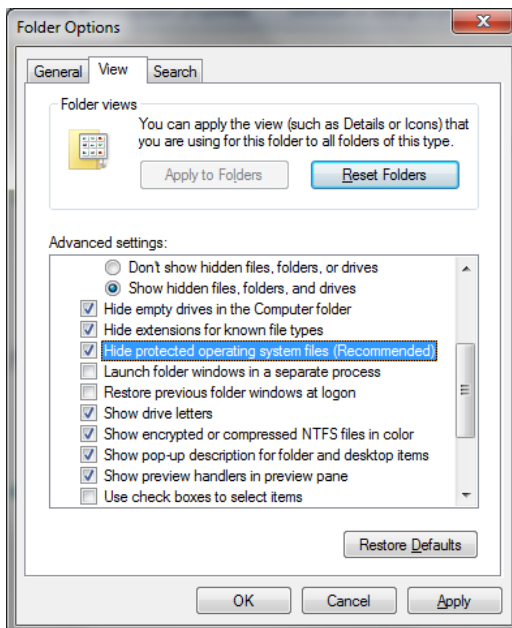 Folder Options
General
View
Search
Folder views
You can apply the view (such as Details or Icons) that
you are using for this folder to all folders of this type.
Apply to Folders
Reset Folders
Advanced settings:
Don't show hidden files, folders, or drives
Show hidden files, folders, and drives
Hide empty drives in the Computer folder
Hide extensions for known file types
Hide protected operating system files (Recommended)
Launch folder windows in a separate process
Restore previous folder windows at logon
Show drive letters
Show encrypted or compressed NTFS files in color
Show pop-up description for folder and desktop items
Show preview handlers in preview pane
Use check boxes to select items
Restore Defaults
OK
Cancel
Apply